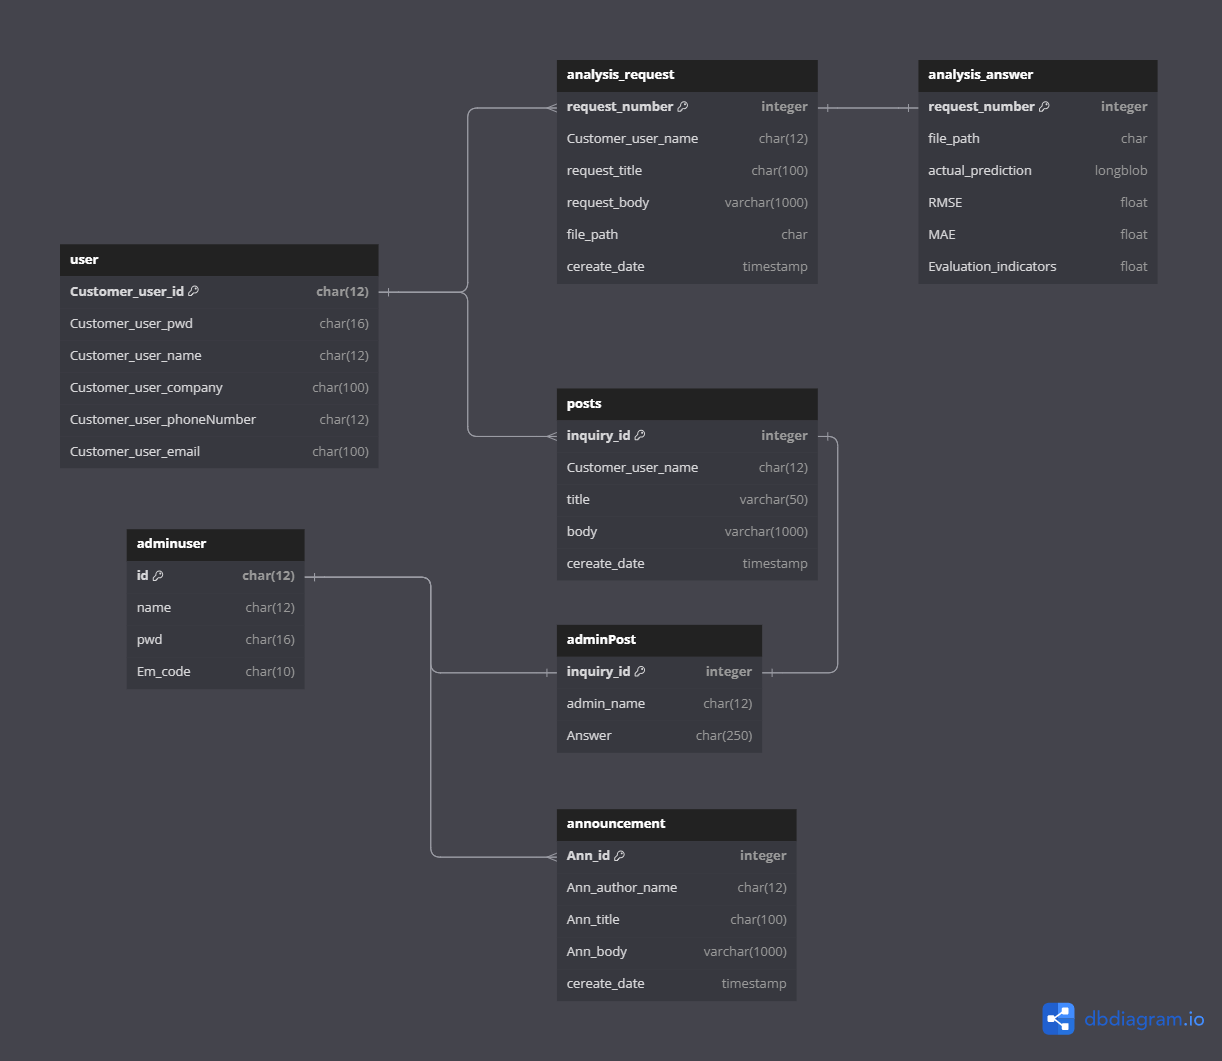 analysis_request
request_number integer
Customer_user_name char(12)
request_title char(100)
request_body varchar(1000)
file_path char
cereate_date timestamp
analysis_answer
request_number integer
file_path char
actual_prediction longblob
RMSE float
MAE float
Evaluation_indicators float
user
Customer_user_id char(12)
Customer_user_pwd char(16)
Customer_user_name char(12)
Customer_user_company char(100)
Customer_user_phoneNumber char(12)
Customer_user_email char(100)
posts
inquiry_id integer
Customer_user_name char(12)
title varchar(50)
body varchar(1000)
cereate_date timestamp
adminuser
id char(12)
name char(12)
pwd char(16)
Em_code char(10)
adminPost
inquiry_id integer
admin_name char(12)
Answer char(250)
announcement
Ann_id integer
Ann_author_name char(12)
Ann_title char(100)
Ann_body varchar(1000)
cereate_date timestamp
dbdiagram.io